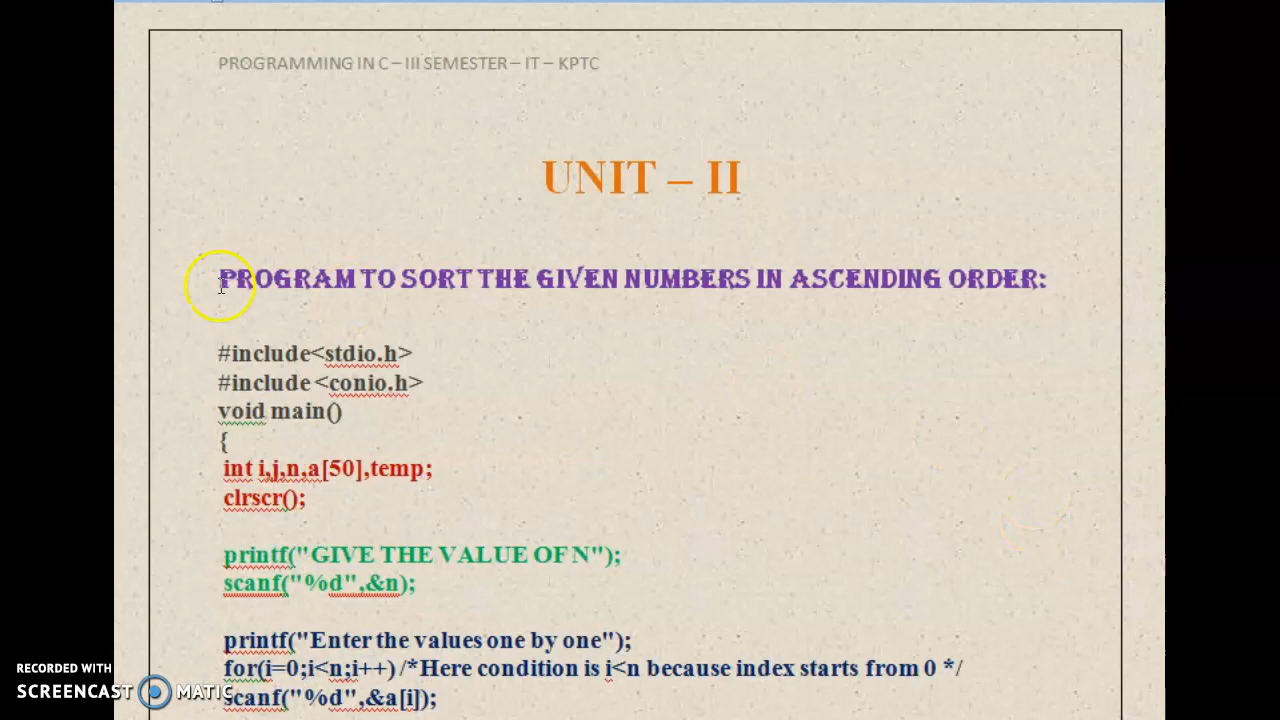 PROGRAMMING IN C – III SEMESTER – IT – KPTC
UNIT – II
PROGRAM TO SORT THE GIVEN NUMBERS IN ASCENDING ORDER:
#include<stdio.h>
#include <conio.h>
void main()
{
int i,j,n,a[50],temp;
clrscr();
printf("GIVE THE VALUE OF N");
scanf("%d",&n);
printf("Enter the values one by one");
for(i=0;i<n;i++) /*Here condition is i<n because index starts from 0 */
scanf("%d",&a[i]);
RECORDED WITH
SCREENCAST MATIC